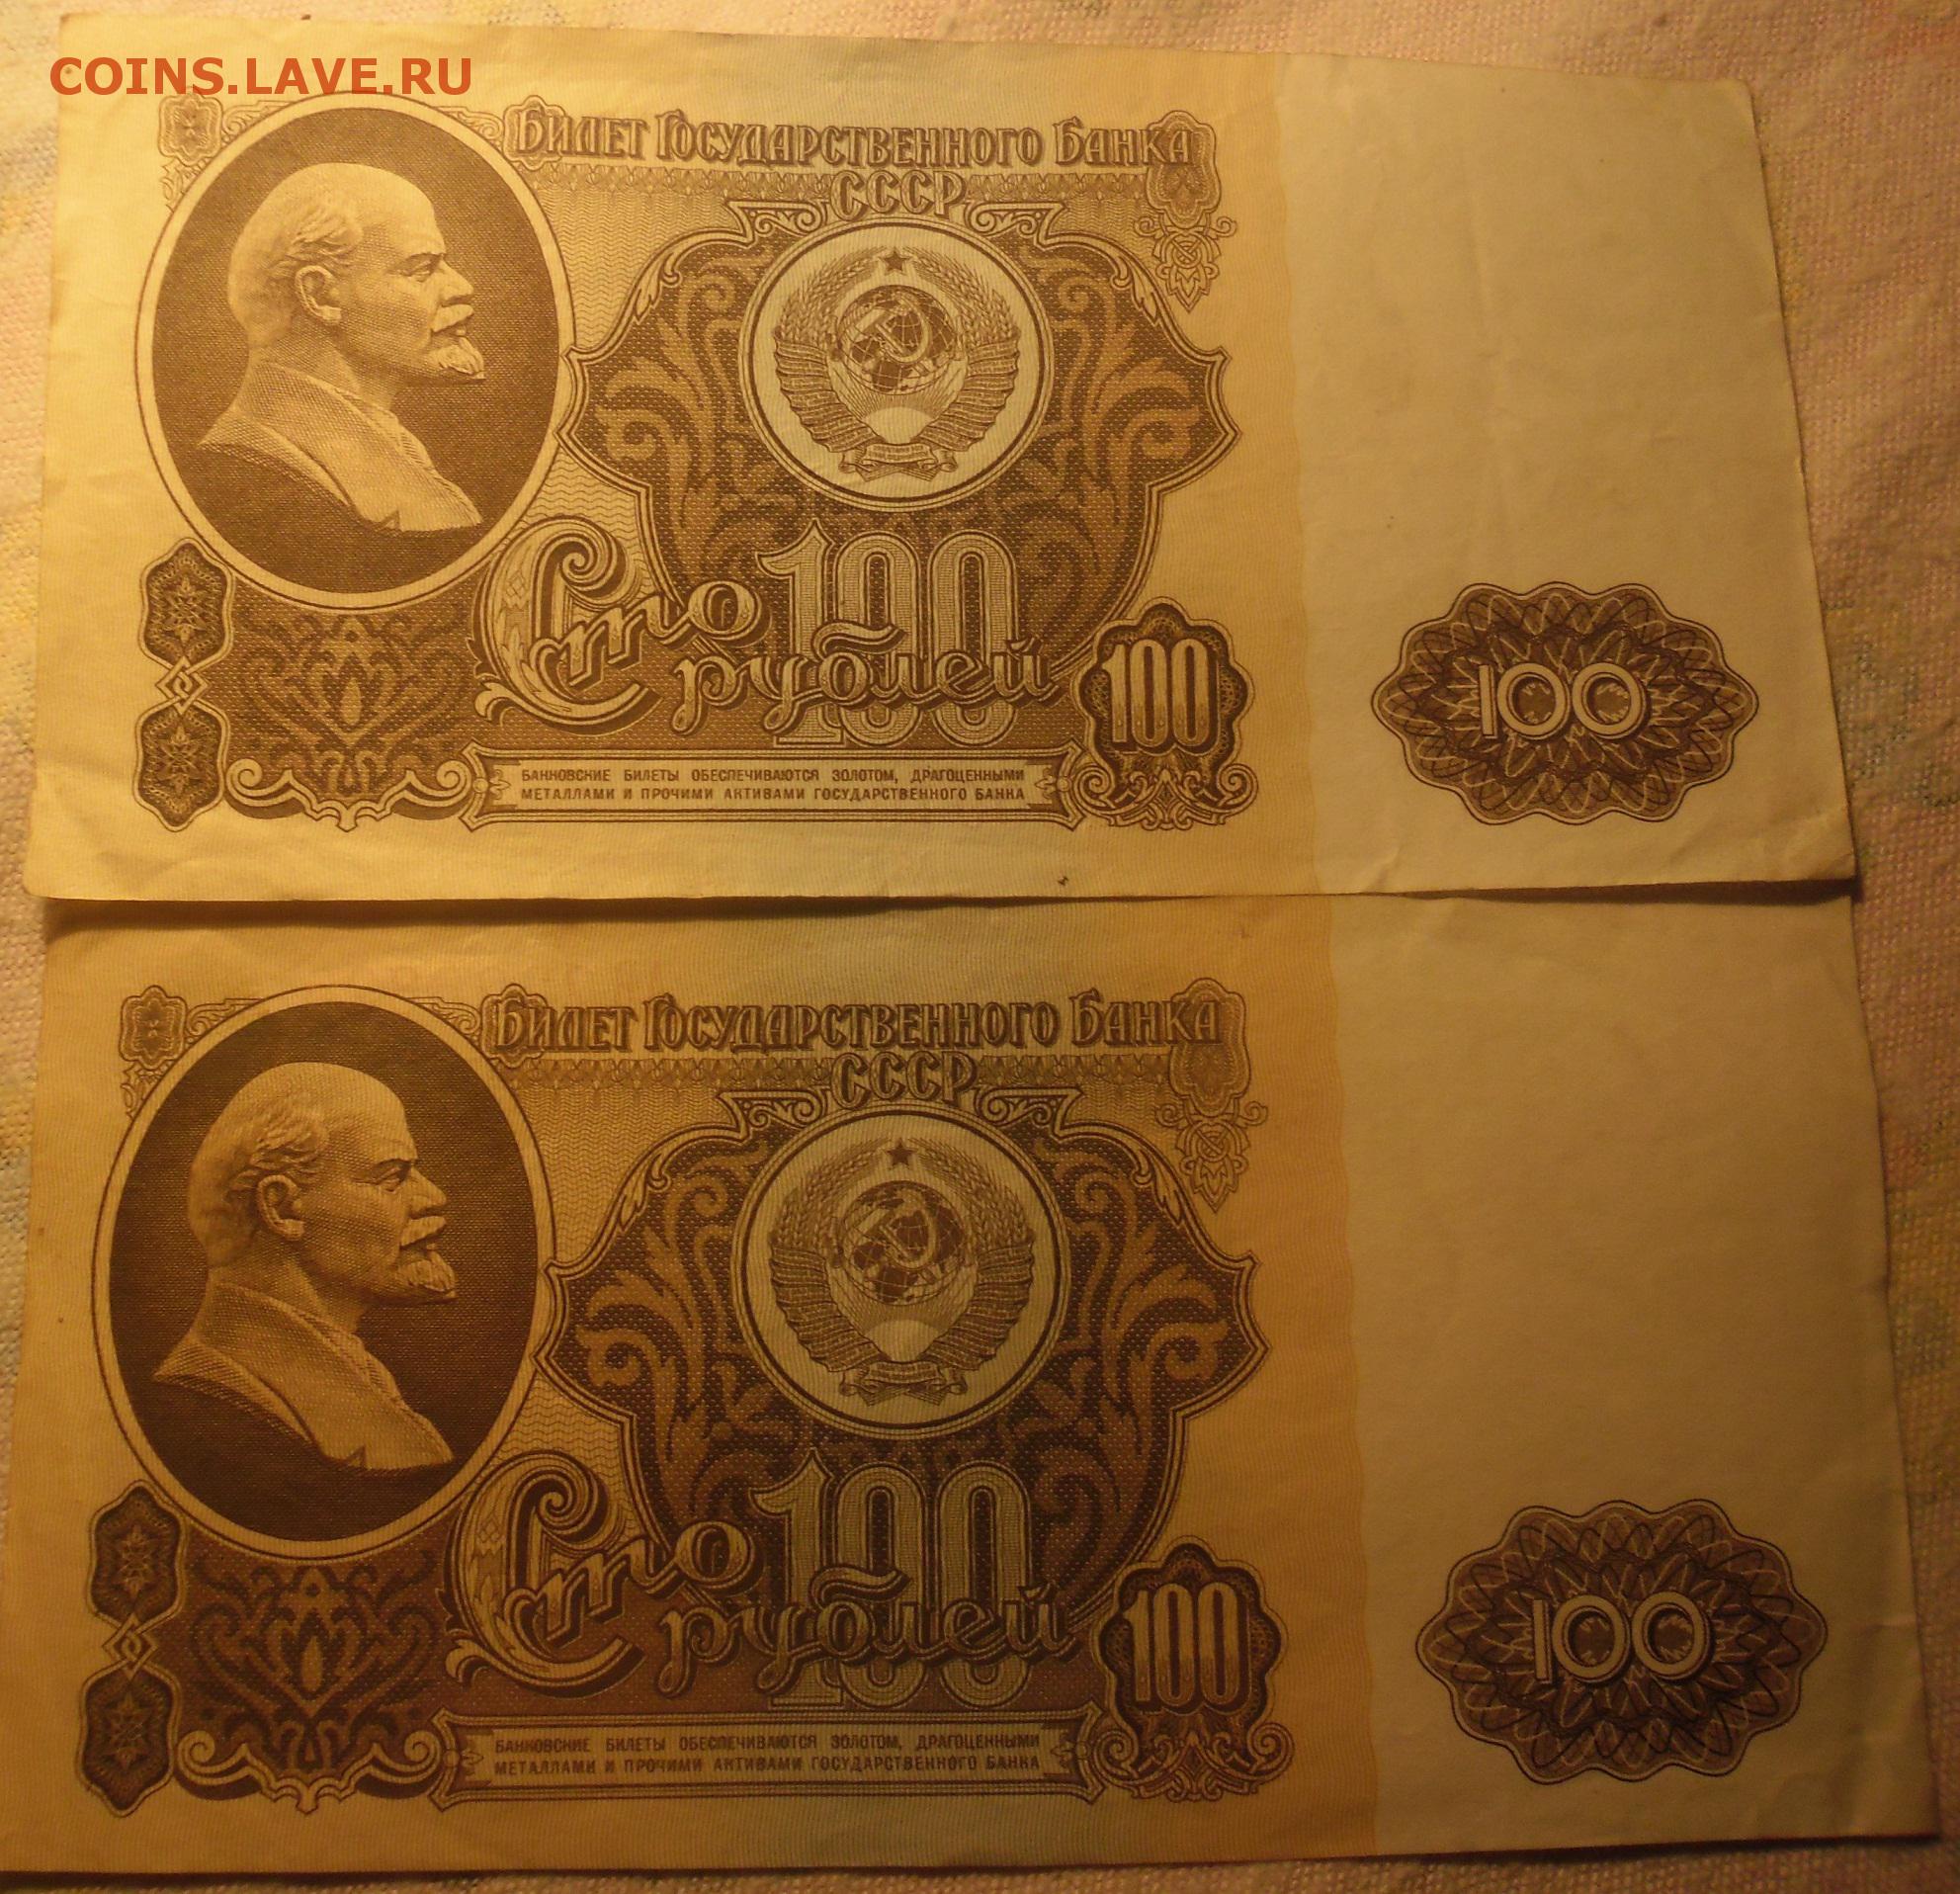 COINS.LAVE.RU
БИЛЕТ ГОСУДАРСТВЕННОГО БАНКА
СССР
100
Сто
рублей
100
100
БАНКОВСКИЕ БИЛЕТЫ ОБЕСПЕЧИВАЮТСЯ ЗОЛОТОМ, ДРАГОЦЕННЫМИ
МЕТАЛЛАМИ И ПРОЧИМИ АКТИВАМИ ГОСУДАРСТВЕННОГО БАНКА
БИЛЕТ ГОСУДАРСТВЕННОГО БАНКА
СССР
100
Сто
рублей
100
100
БАНКОВСКИЕ БИЛЕТЫ ОБЕСПЕЧИВАЮТСЯ ЗОЛОТОМ, ДРАГОЦЕННЫМИ
МЕТАЛЛАМИ И ПРОЧИМИ АКТИВАМИ ГОСУДАРСТВЕННОГО БАНКА